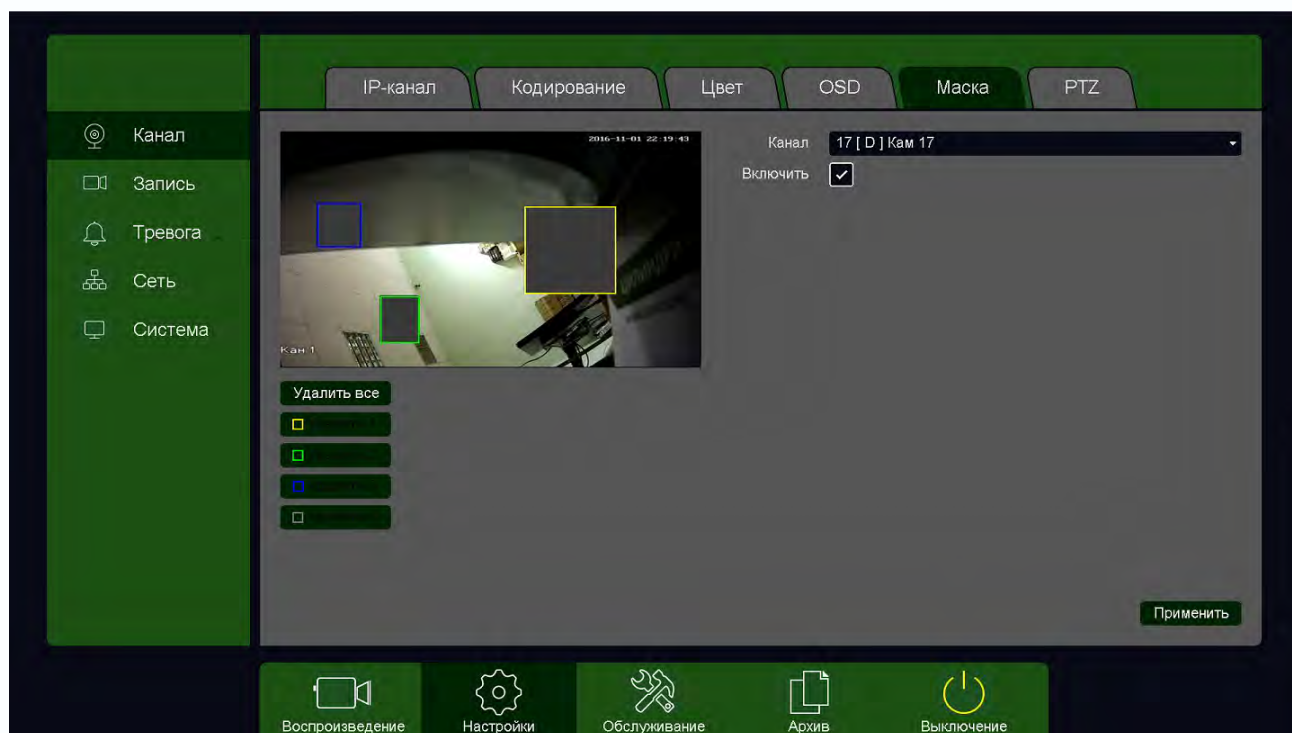 IP-канал Кодирование Цвет OSD Маска PTZ
Канал
Запись
Тревога
Сеть
Система
2016-11-01 22:19:43
Кан 1
Канал 17 [ D ] Кам 17
Включить
Удалить все
Применить
Воспроизведение Настройки Обслуживание Архив Выключение